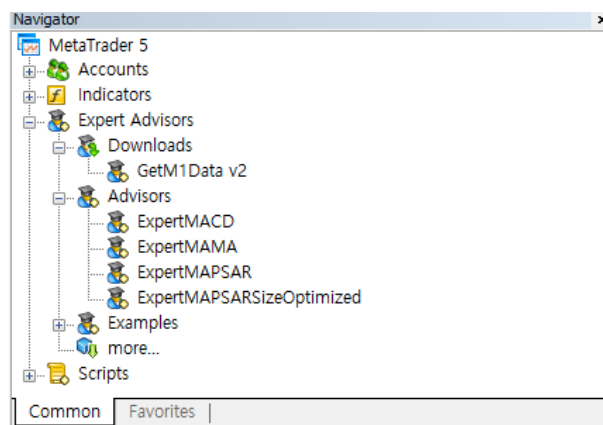 Navigator
MetaTrader 5
Accounts
Indicators
Expert Advisors
Downloads
GetM1Data v2
Advisors
ExpertMACD
ExpertMAMA
ExpertMAPSAR
ExpertMAPSARSizeOptimized
Examples
more...
Scripts
Common Favorites